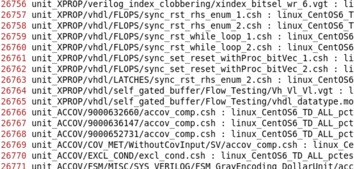 26756 unit_XPROP/verilog_index_clobbering/xindex_bitsel_wr_6.vgt : li
26757 unit_XPROP/vhdl/FLOPS/sync_rst_rhs_enum_1.csh : linux_CentOS6
26758 unit_XPROP/vhdl/FLOPS/sync_rst_rhs_enum_2.csh : linux_CentOS6
26759 unit_XPROP/vhdl/FLOPS/sync_rst_while_loop_1.csh : linux_CentOS
26760 unit_XPROP/vhdl/FLOPS/sync_rst_while_loop_2.csh : linux_CentOS6
26761 unit_XPROP/vhdl/FLOPS/sync_set_reset_withProc_bitVec_1.csh : li
26762 unit_XPROP/vhdl/FLOPS/sync_set_reset_withProc_bitVec_2.csh : li
26763 unit_XPROP/vhdl/LATCHES/sync_rst_rhs_enum_2.csh : linux_CentOS6
26764 unit_XPROP/vhdl/self_gated_buffer/Flow_Testing/Vh_Vl_Vl.vgt : l
26765 unit_XPROP/vhdl/self_gated_buffer/Flow_Testing/vhdl_datatype.mo
26766 unit_ACCOV/9000632660/accov_comp.csh : linux_CentOS6_TD_ALL_pct
26767 unit_ACCOV/9000636147/accov_comp.csh : linux_CentOS6_TD_ALL_pct
26768 unit_ACCOV/9000652731/accov_comp.csh : linux_CentOS6_TD_ALL_pct
26769 unit_ACCOV/COV_MET/WithoutCovInput/SV/accov_comp.csh : linux_Ce
26770 unit_ACCOV/EXCL_COND/excl_cond.csh : linux_CentOS6_TD_ALL_pctes
26771 unit_ACCOV/FSM/MISC/SYS_VERILOG/FSM_GrayEncoding_DollarUnit/acc